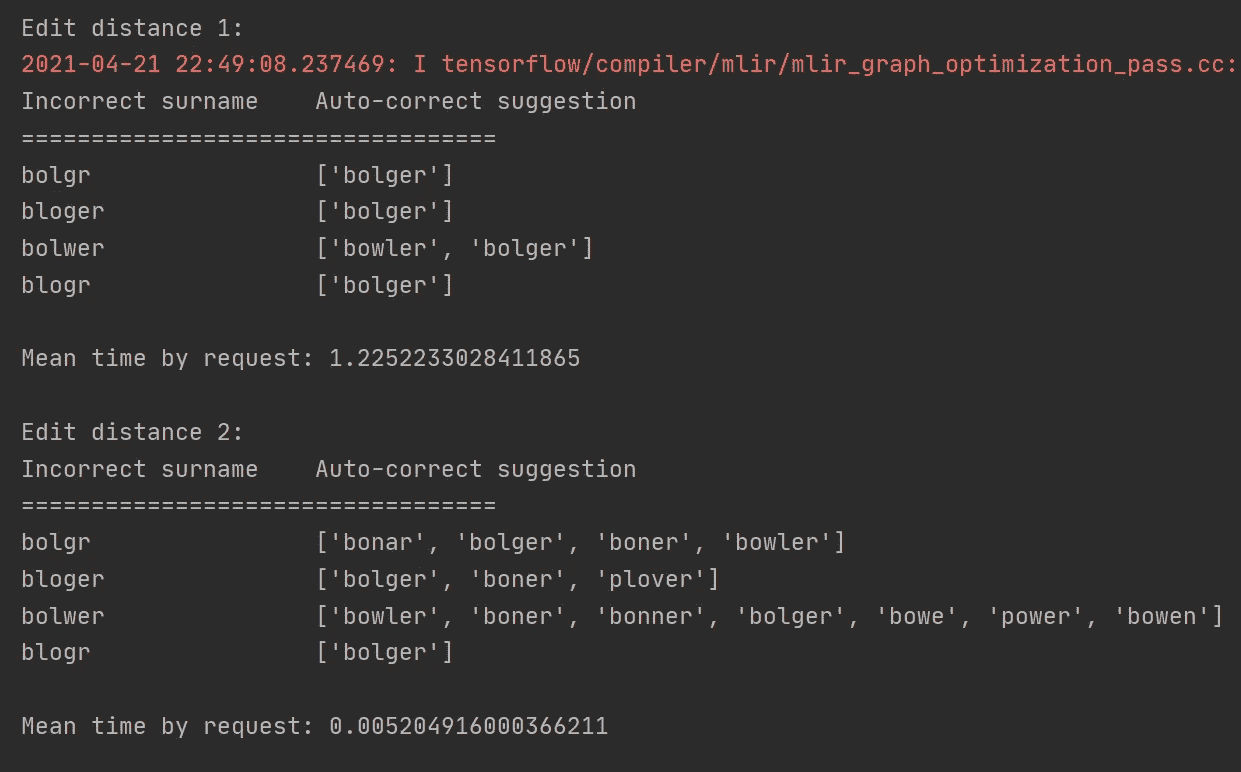 Edit distance 1:
2021-04-21 22:49:08.237469: I tensorflow/compiler/mlir/mlir_graph_optimization_pass.cc:
Incorrect surname    Auto-correct suggestion
==================================
bolgr                ['bolger']
bloger               ['bolger']
bolwer               ['bowler', 'bolger']
blogr                ['bolger']
Mean time by request: 1.2252233028411865
Edit distance 2:
Incorrect surname    Auto-correct suggestion
==================================
bolgr                ['bonar', 'bolger', 'boner', 'bowler']
bloger               ['bolger', 'boner', 'plover']
bolwer               ['bowler', 'boner', 'bonner', 'bolger', 'bowe', 'power', 'bowen']
blogr                ['bolger']
Mean time by request: 0.005204916000366211